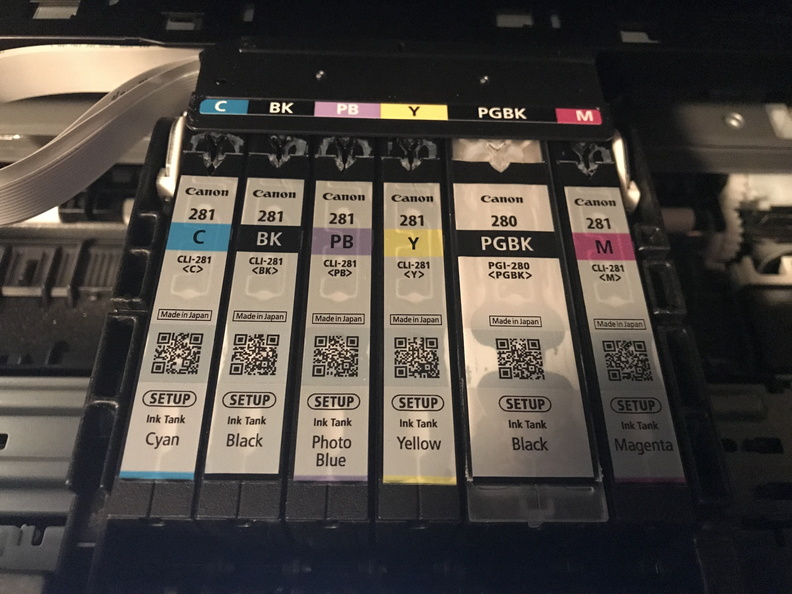 C BK PB Y PGBK M
Canon
281
C
CLI-281
<C>
Made in Japan
SETUP
Ink Tank
Cyan
Canon
281
BK
CLI-281
<BK>
Made in Japan
SETUP
Ink Tank
Black
Canon
281
PB
CLI-281
<PB>
Made in Japan
SETUP
Ink Tank
Photo
Blue
Canon
281
Y
CLI-281
<Y>
Made in Japan
SETUP
Ink Tank
Yellow
Canon
280
PGBK
PGI-280
<PGBK>
Made in Japan
SETUP
Ink Tank
Black
Canon
281
M
CLI-281
<M>
Made in Japan
SETUP
Ink Tank
Magenta